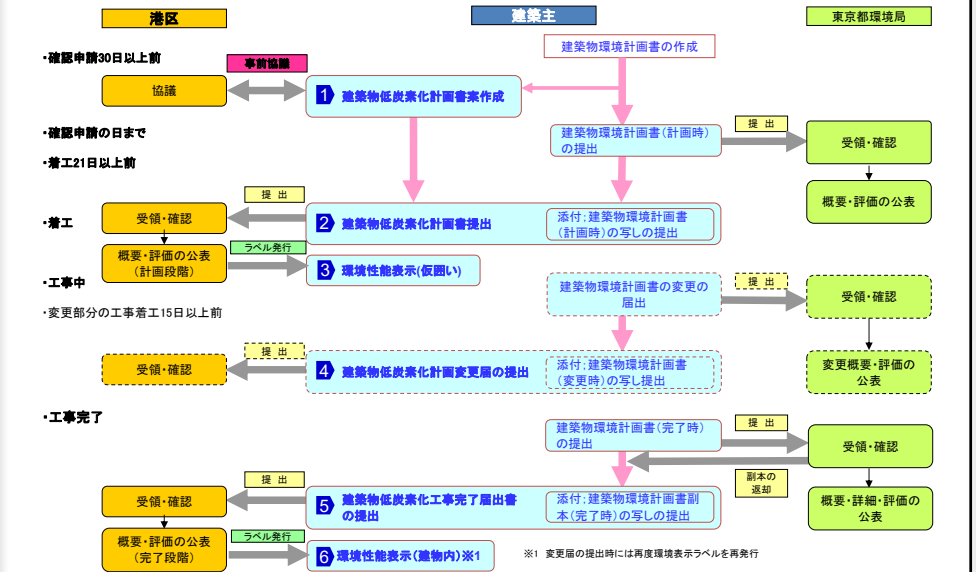 港区
建築主
東京都環境局
・確認申請30日以上前
事前協議
建築物環境計画書の作成
協議
1 建築物低炭素化計画書案作成
・確認申請の日まで
建築物環境計画書(計画時)
の提出
提 出
受領・確認
・着工21日以上前
概要・評価の公表
・着工
受領・確認
提 出
2 建築物低炭素化計画書提出
添付:建築物環境計画書
(計画時)の写しの提出
概要・評価の公表
(計画段階)
ラベル発行
3 環境性能表示(仮囲い)
・工事中
建築物環境計画書の変更の
届出
提 出
受領・確認
・変更部分の工事着工15日以上前
受領・確認
提 出
4 建築物低炭素化計画変更届の提出
添付:建築物環境計画書
(変更時)の写し提出
変更概要・評価の
公表
・工事完了
建築物環境計画書(完了時)
の提出
提 出
受領・確認
副本の
返却
受領・確認
提 出
5 建築物低炭素化工事完了届出書
の提出
添付:建築物環境計画書副
本(完了時)の写しの提出
概要・詳細・評価の
公表
概要・評価の公表
(完了段階)
ラベル発行
6 環境性能表示(建物内)※1
※1 変更届の提出時には再度環境表示ラベルを再発行